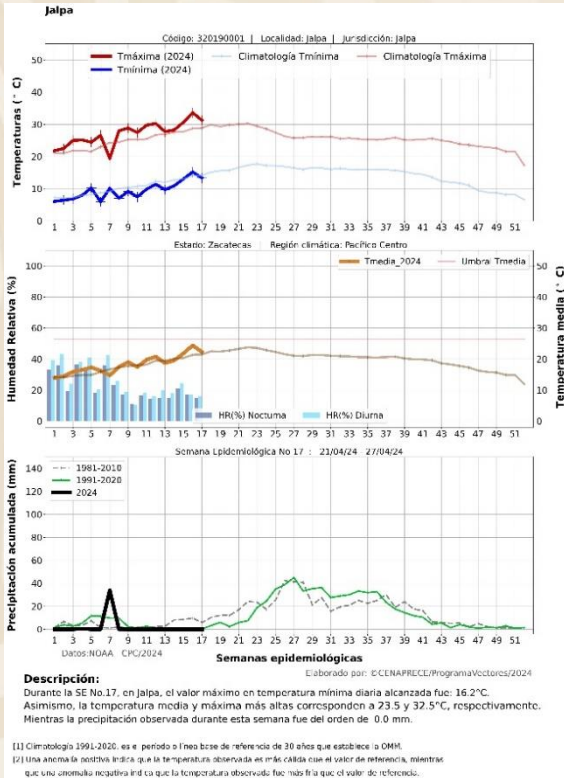 Jalpa
Código: 320190001 | Localidad: Jalpa | Jurisdicción: Jalpa
Tmáxima (2024)
Tmínima (2024)
Climatología Tmínima
Climatología Tmáxima
Temperaturas (°C)
50
40
30
20
10
0
1 3 5 7 9 11 13 15 17 19 21 23 25 27 29 31 33 35 37 39 41 43 45 47 49 51
Estado: Zacatecas | Región climática: Pacífico Centro
Tmedia_2024
Umbral Tmedia
Humedad Relativa (%)
100
80
60
40
20
0
50
40
30
20
10
0
Temperatura media (°C)
HR(%) Nocturna
HR(%) Diurna
1 3 5 7 9 11 13 15 17 19 21 23 25 27 29 31 33 35 37 39 41 43 45 47 49 51
Semana Epidemiológica No 17 : 21/04/24 27/04/24
1981-2010
1991-2020
2024
Precipitación acumulada (mm)
140
120
100
80
60
40
20
0
1 3 5 7 9 11 13 15 17 19 21 23 25 27 29 31 33 35 37 39 41 43 45 47 49 51
Datos:NOAA CPC/2024
Semanas epidemiológicas
Elaborado por: ©CENAPRECE/ProgramaVectores/2024
Descripción:
Durante la SE No.17, en Jalpa, el valor máximo en temperatura mínima diaria alcanzada fue: 16.2°C.
Asimismo, la temperatura media y máxima más altas corresponden a 23.5 y 32.5°C, respectivamente.
Mientras la precipitación observada durante esta semana fue del orden de 0.0 mm.
[1] Climatología 1991-2020, es el período o línea base de referencia de 30 años que establece la OMM.
[2] Una anomalía positiva indica que la temperatura observada es más cálida que el valor de referencia, mientras
que una anomalía negativa indica que la temperatura observada fue más fría que el valor de referencia.